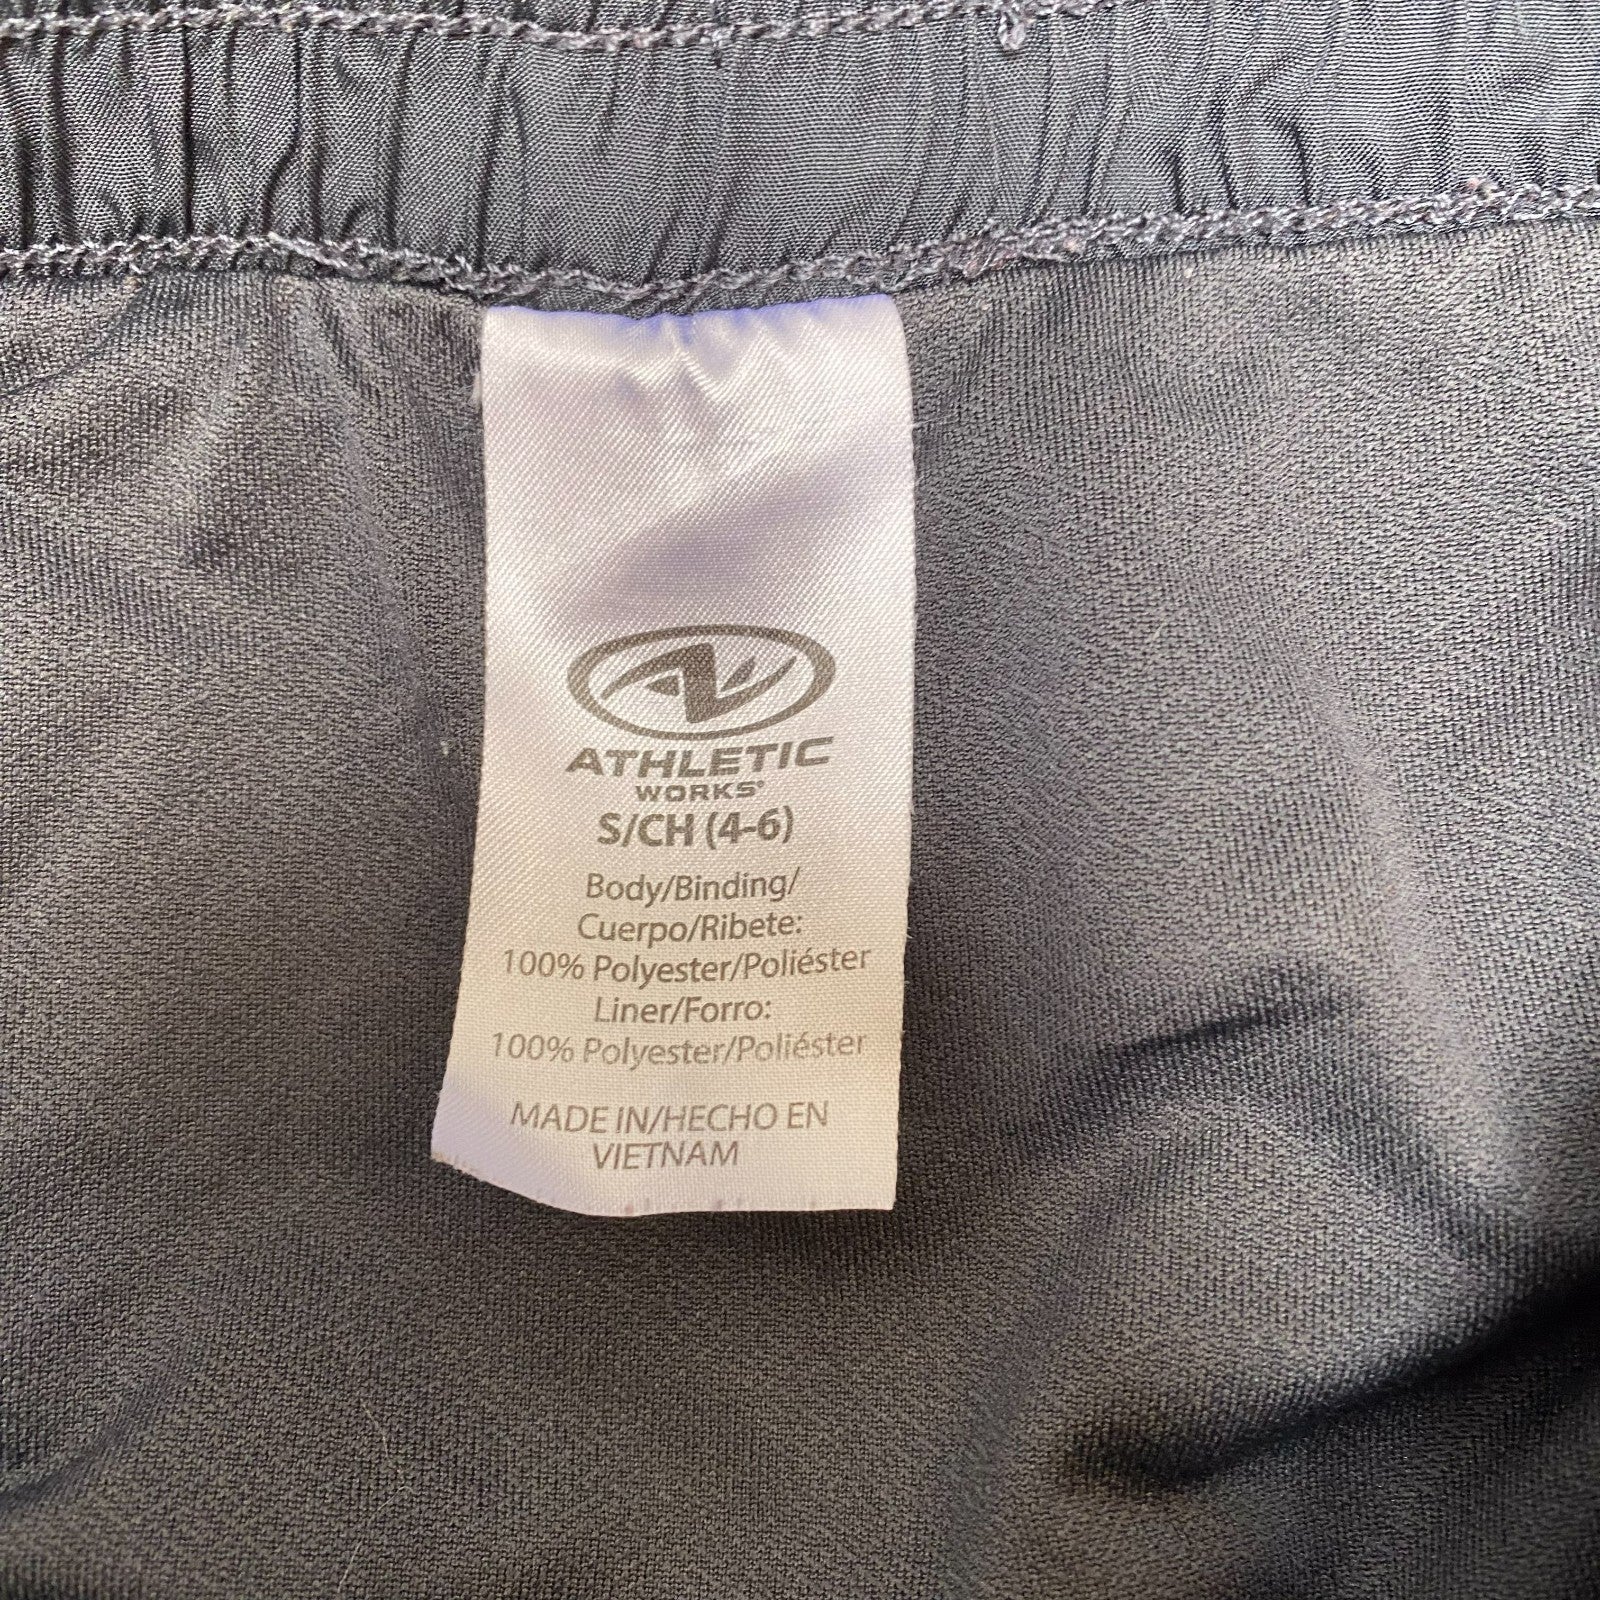 ATHLETIC
WORKS®
S/CH (4-6)
Body/Binding/
Cuerpo/Ribete:
100% Polyester/Poliéster
Liner/Forro:
100% Polyester/Poliéster
MADE IN/HECHO EN
VIETNAM